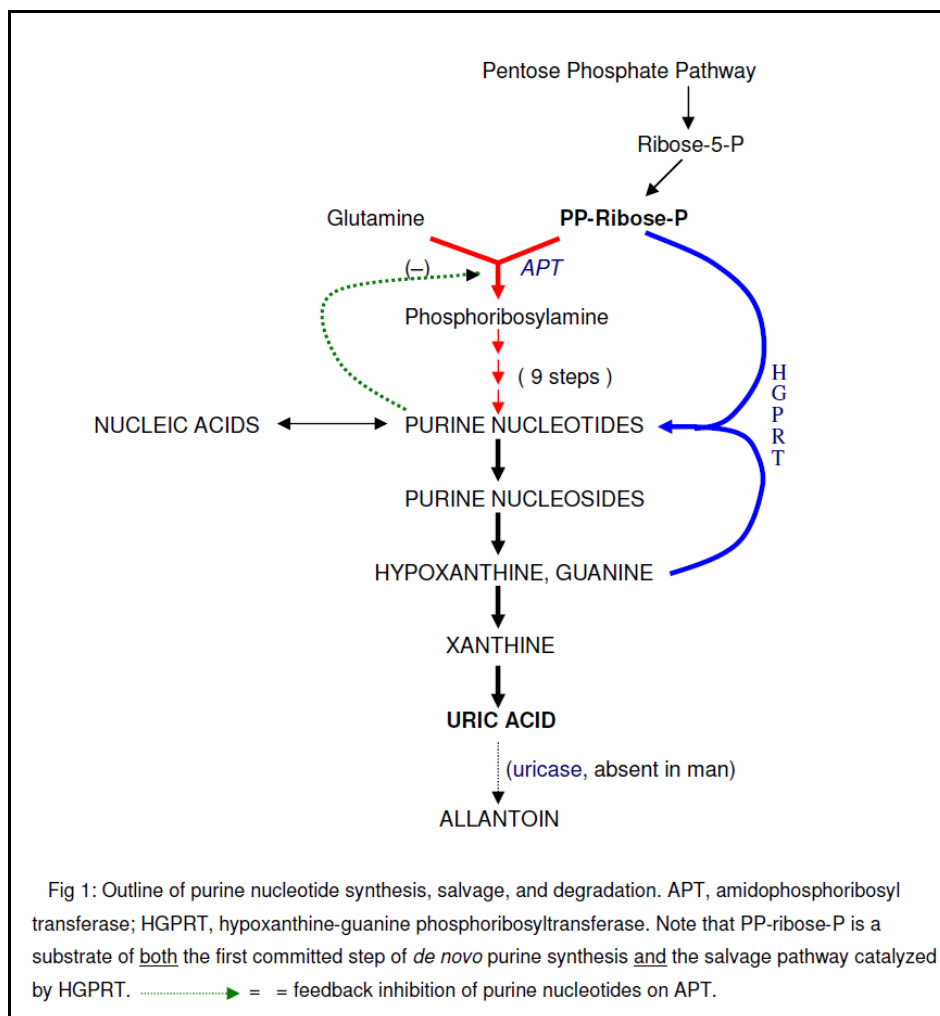 Pentose Phosphate Pathway
Ribose-5-P
Glutamine
PP-Ribose-P
(–)
APT
Phosphoribosylamine
( 9 steps )
HGPRT
NUCLEIC ACIDS
PURINE NUCLEOTIDES
PURINE NUCLEOSIDES
HYPOXANTHINE, GUANINE
XANTHINE
URIC ACID
(uricase, absent in man)
ALLANTOIN
Fig 1: Outline of purine nucleotide synthesis, salvage, and degradation. APT, amidophosphoribosyl
transferase; HGPRT, hypoxanthine-guanine phosphoribosyltransferase. Note that PP-ribose-P is a
substrate of both the first committed step of de novo purine synthesis and the salvage pathway catalyzed
by HGPRT. = = feedback inhibition of purine nucleotides on APT.